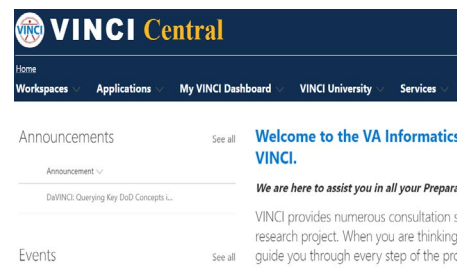 VINCI
VINCI Central
Home
Workspaces Applications My VINCI Dashboard VINCI University Services
Announcements See all
Announcement
DaVINCI: Querying Key DoD Concepts i...
Events See all
Welcome to the VA Informatics
VINCI.
We are here to assist you in all your Prepara
VINCI provides numerous consultation s
research project. When you are thinking
guide you through every step of the pro